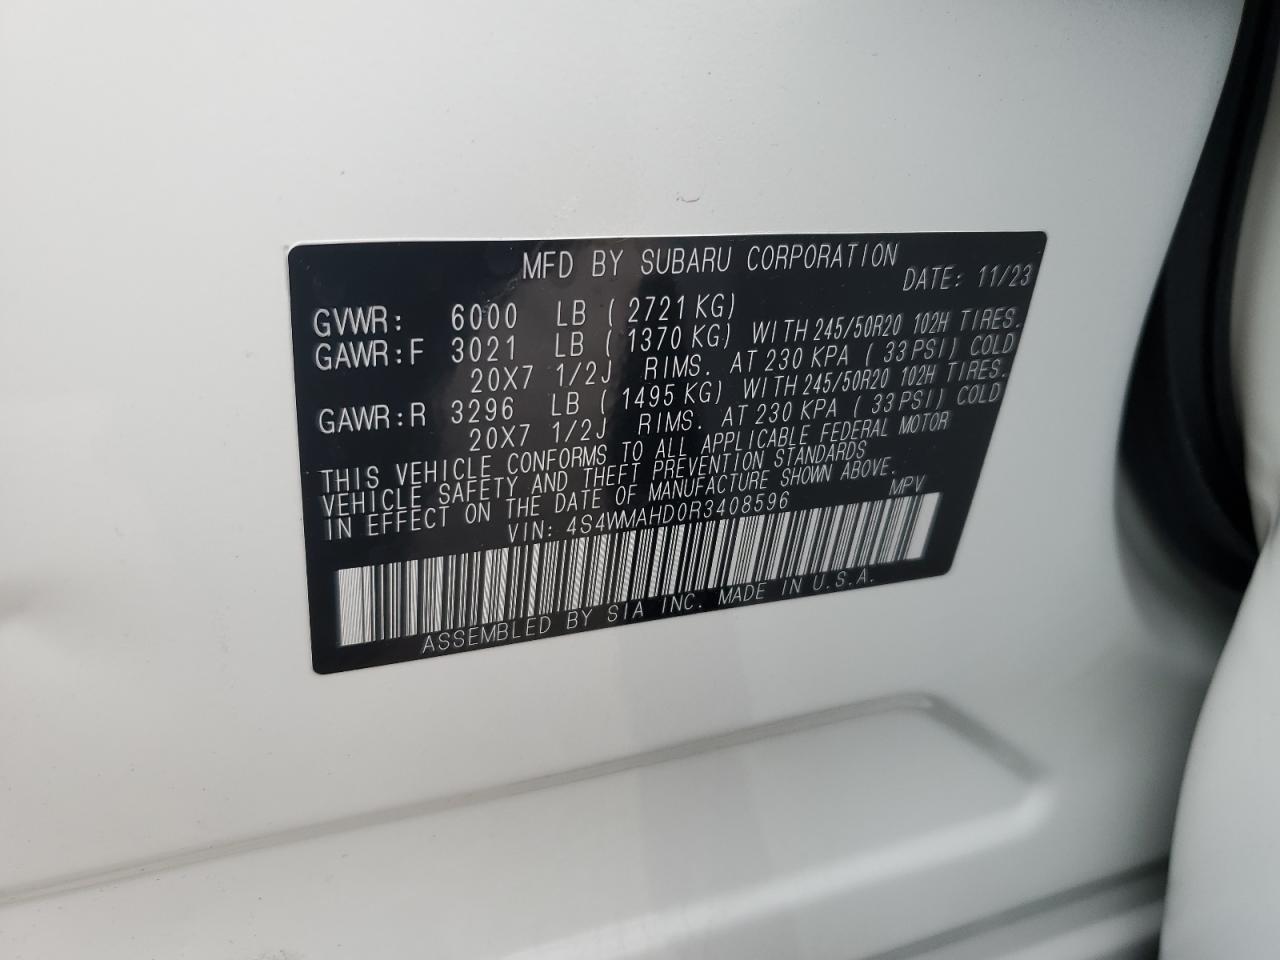 MFD BY SUBARU CORPORATION
DATE: 11/23
GVWR: 6000 LB ( 2721 KG)
GAWR:F 3021 LB ( 1370 KG) WITH 245/50R20 102H TIRES.
20X7 1/2J RIMS. AT 230 KPA ( 33 PSI) COLD
GAWR:R 3296 LB ( 1495 KG) WITH 245/50R20 102H TIRES.
20X7 1/2J RIMS. AT 230 KPA ( 33 PSI) COLD
THIS VEHICLE CONFORMS TO ALL APPLICABLE FEDERAL MOTOR
VEHICLE SAFETY AND THEFT PREVENTION STANDARDS
IN EFFECT ON THE DATE OF MANUFACTURE SHOWN ABOVE.
VIN: 4S4WMAHD0R3408596 MPV
ASSEMBLED BY SIA INC. MADE IN U.S.A.